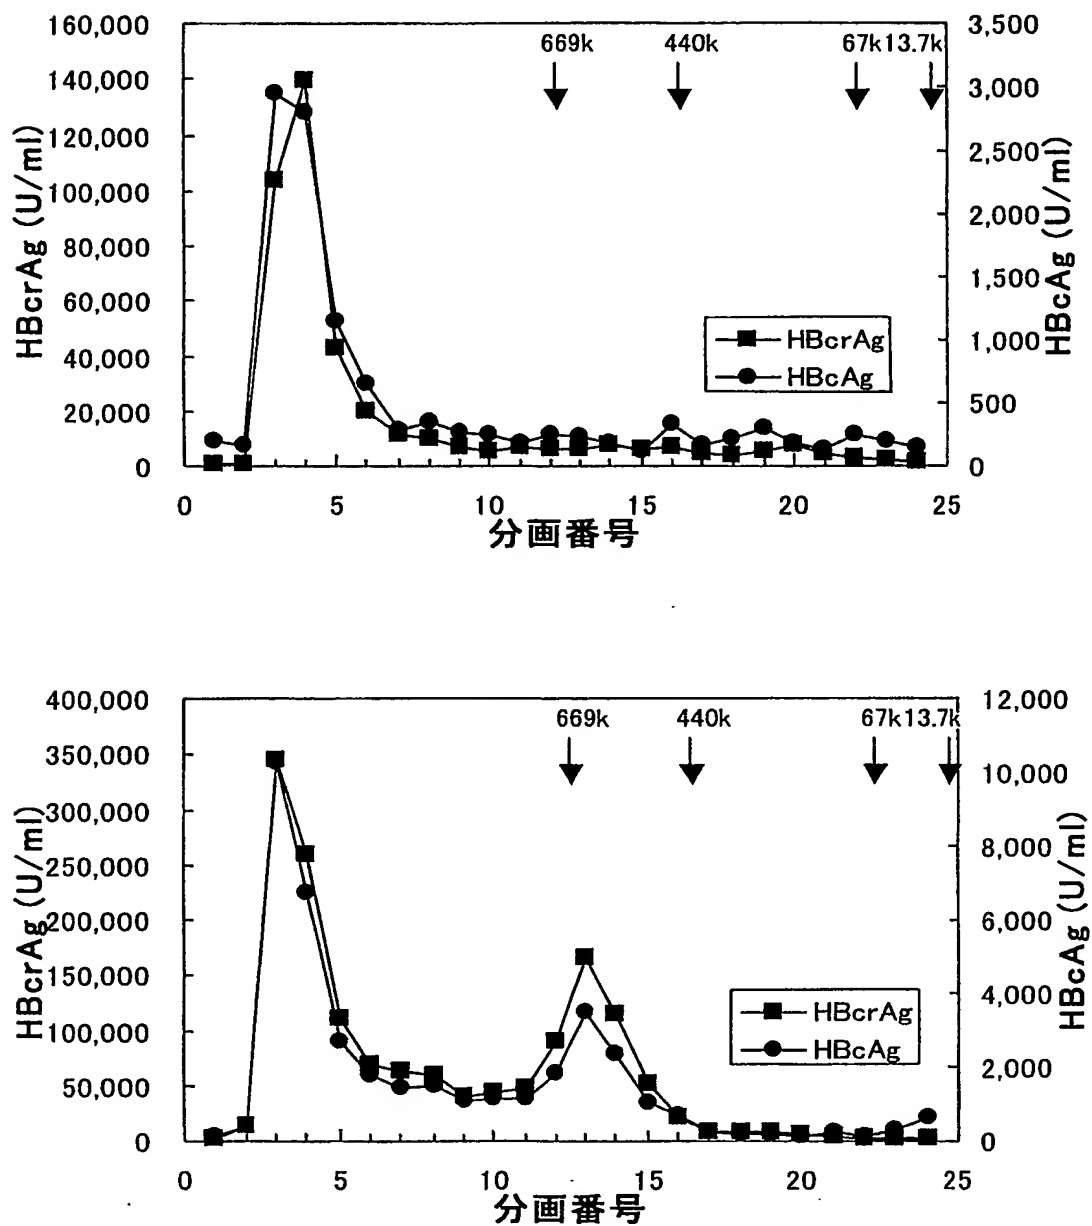 160,000
140,000
120,000
100,000
80,000
60,000
40,000
20,000
0
HBcrAg (U/ml)
3,500
3,000
2,500
2,000
1,500
1,000
500
0
HBcAg (U/ml)
669k
440k
67k
13.7k
HBcrAg
HBcAg
0 5 10 15 20 25
分画番号
400,000
350,000
300,000
250,000
200,000
150,000
100,000
50,000
0
HBcrAg (U/ml)
12,000
10,000
8,000
6,000
4,000
2,000
0
HBcAg (U/ml)
669k
440k
67k
13.7k
HBcrAg
HBcAg
0 5 10 15 20 25
分画番号